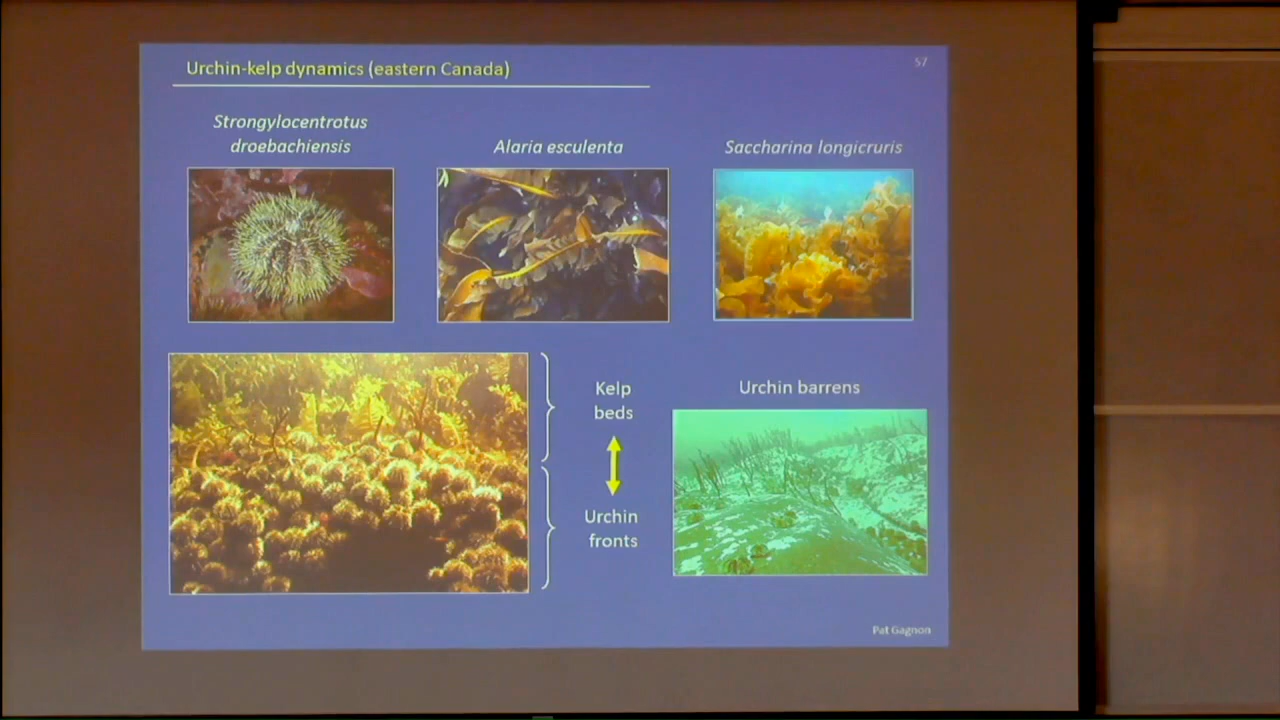 Urchin-kelp dynamics (eastern Canada)
57
Strongylocentrotus
droebachiensis
Alaria esculenta
Saccharina longicruris
Kelp
beds
Urchin
fronts
Urchin barrens
Pat Gagnon